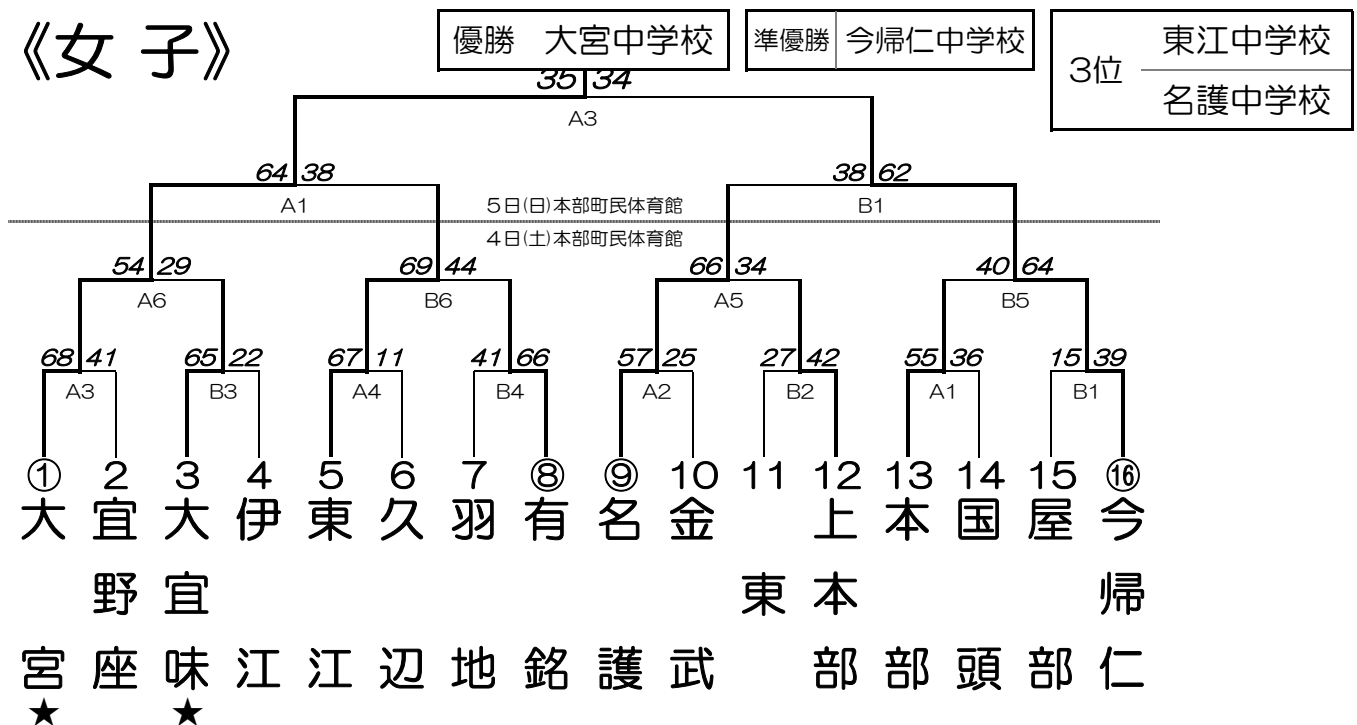 《女 子》
優勝 大宮中学校
準優勝 今帰仁中学校
3位 東江中学校
名護中学校
35 34
A3
64 38
38 62
A1
5日(日)本部町民体育館
B1
4日(土)本部町民体育館
54 29
69 44
66 34
40 64
A6
B6
A5
B5
68 41
65 22
67 11
41 66
57 25
27 42
55 36
15 39
A3
B3
A4
B4
A2
B2
A1
B1
① 大宮 ★
2 宜野座
3 大宜味 ★
4 伊江
5 東江
6 久辺
7 羽地
⑧ 有銘
⑨ 名護
10 金武
11 東
12 上本部
13 本部
14 国頭
15 屋部
⑯ 今帰仁